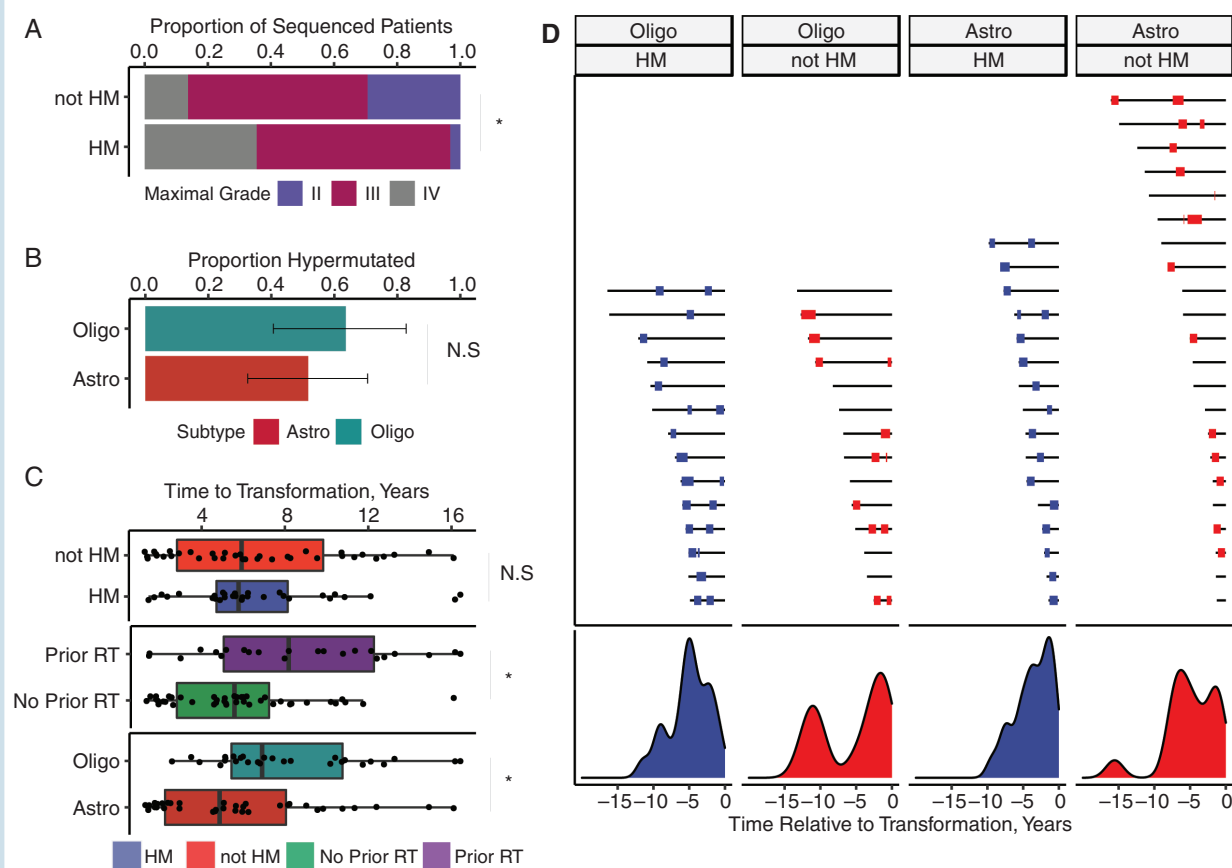 A
Proportion of Sequenced Patients
0.0 0.2 0.4 0.6 0.8 1.0
not HM
HM
*
Maximal Grade II III IV
B
Proportion Hypermutated
0.0 0.2 0.4 0.6 0.8 1.0
Oligo
Astro
N.S
Subtype Astro Oligo
C
Time to Transformation, Years
4 8 12 16
not HM
HM
N.S
Prior RT
No Prior RT
*
Oligo
Astro
*
HM not HM No Prior RT Prior RT
D
Oligo Oligo Astro Astro
HM not HM HM not HM
−15 −10 −5 0 −15 −10 −5 0 −15 −10 −5 0 −15 −10 −5 0
Time Relative to Transformation, Years